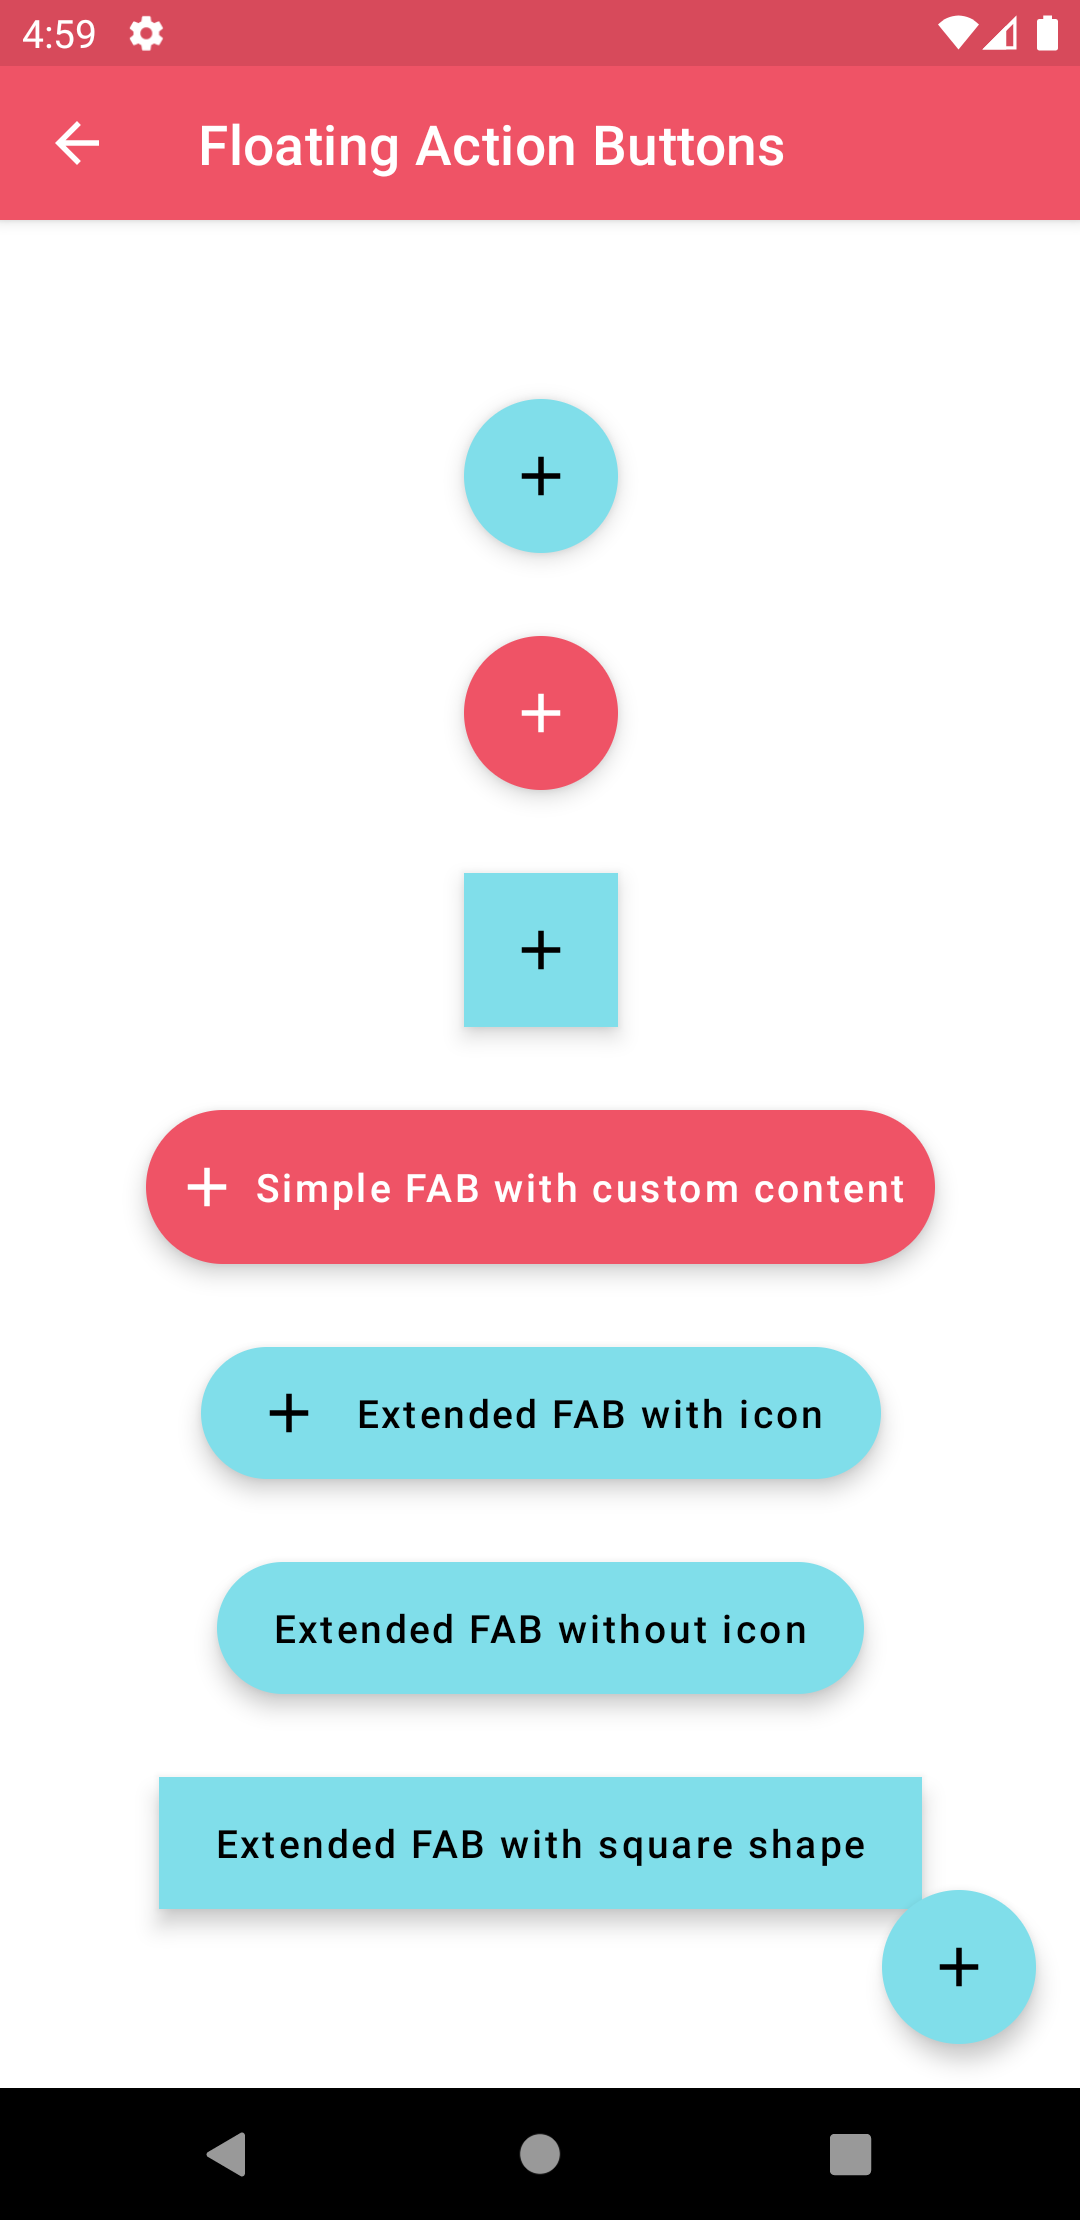 4:59
Floating Action Buttons
Simple FAB with custom content
Extended FAB with icon
Extended FAB without icon
Extended FAB with square shape